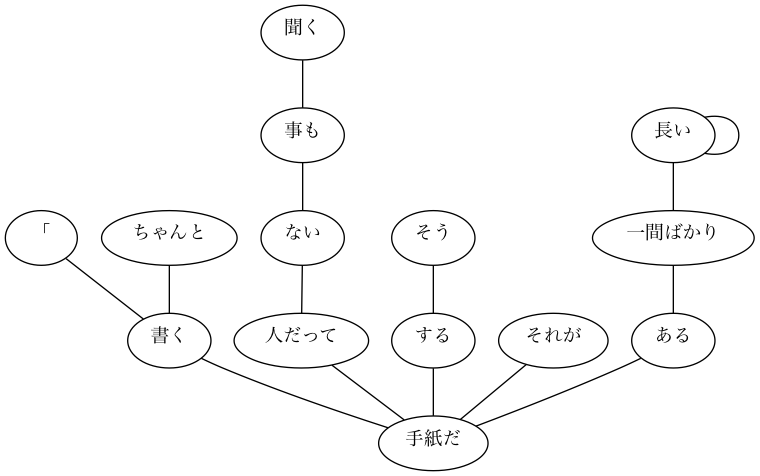 聞く
事も
長い
「
ちゃんと
ない
そう
一間ばかり
書く
人だって
する
それが
ある
手紙だ